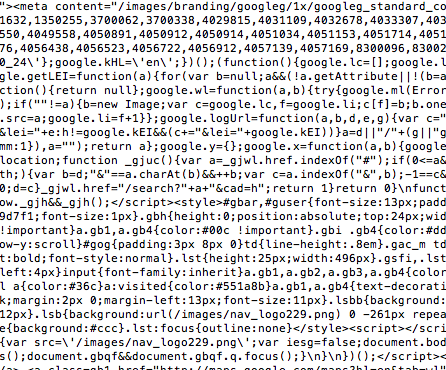 "><meta content="/images/branding/googleg/1x/googleg_standard_co
1632,1350255,3700062,3700338,4029815,4031109,4032678,4033307,403
550,4049558,4050891,4050912,4050914,4051034,4051153,4051714,4051
76,4056438,4056523,4056722,4056912,4057139,4057169,8300096,83002
0_24\'};google.kHL=\'en\';})();(function(){google.lc=[];google.l
gle.getLEI=function(a){for(var b=null;a&&(!a.getAttribute||!(b=a
ction(){return null};google.wl=function(a,b){try{google.ml(Error
);if(""!=a){b=new Image;var c=google.lc,f=google.li;c[f]=b;b.one
.src=a;google.li=f+1}};google.logUrl=function(a,b,d,e,g){var c="
&lei="+e:h!=google.kEI&&(c+="&lei="+google.kEI))}a=d||"/"+(g||"g
mm:1}),a="");return a};google.y={};google.x=function(a,b){google
location;function _gjuc(){var a=_gjwl.href.indexOf("#");if(0<=a&
th;){var b=d;"&"==a.charAt(b)&&++b;var c=a.indexOf("&",b);-1==c&
0;d=c}_gjwl.href="/search?"+a+"&cad=h";return 1}return 0}\nfunct
ow._gjh&&_gjh();</script><style>#gbar,#guser{font-size:13px;padd
9d7f1;font-size:1px}.gbh{height:0;position:absolute;top:24px;wid
!important}a.gb1,a.gb4{color:#00c !important}.gbi .gb4{color:#dd
ow-y:scroll}#gog{padding:3px 8px 0}td{line-height:.8em}.gac_m td
t:bold;font-style:normal}.lst{height:25px;width:496px}.gsfi,.lst
left:4px}input{font-family:inherit}a.gb1,a.gb2,a.gb3,a.gb4{color
l a{color:#36c}a:visited{color:#551a8b}a.gb1,a.gb4{text-decorati
k;margin:2px 0;margin-left:13px;font-size:11px}.lsbb{background:
12px}.lsb{background:url(/images/nav_logo229.png) 0 -261px repea
e{background:#ccc}.lst:focus{outline:none}</style><script></scri
{var src=\'/images/nav_logo229.png\';var iesg=false;document.bod
s();document.gbqf&&document.gbqf.q.focus();}\n}\n})();</script><